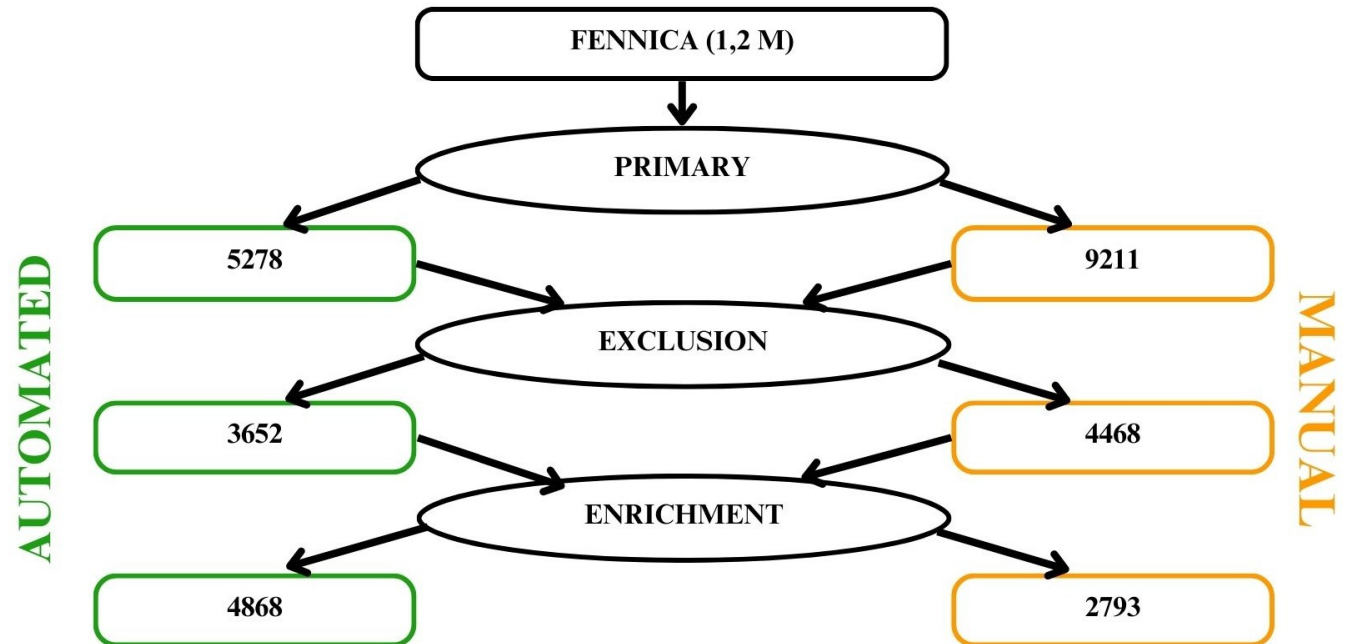 FENNICA (1,2 M)
PRIMARY
5278
9211
EXCLUSION
3652
4468
ENRICHMENT
4868
2793
AUTOMATED
MANUAL